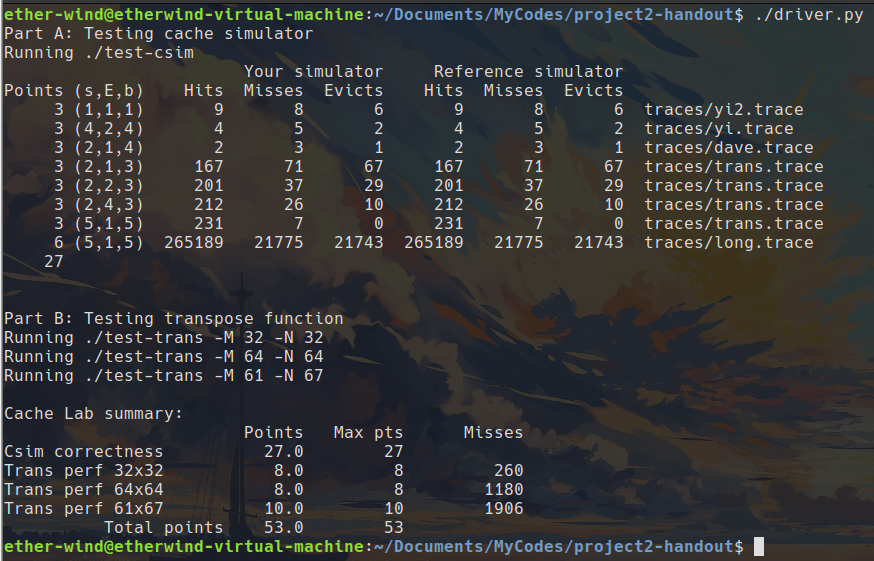 ether-wind@etherwind-virtual-machine:~/Documents/MyCodes/project2-handout$ ./driver.py
Part A: Testing cache simulator
Running ./test-csim
                        Your simulator     Reference simulator
Points (s,E,b)    Hits  Misses  Evicts    Hits  Misses  Evicts
     3 (1,1,1)       9       8       6       9       8       6  traces/yi2.trace
     3 (4,2,4)       4       5       2       4       5       2  traces/yi.trace
     3 (2,1,4)       2       3       1       2       3       1  traces/dave.trace
     3 (2,1,3)     167      71      67     167      71      67  traces/trans.trace
     3 (2,2,3)     201      37      29     201      37      29  traces/trans.trace
     3 (2,4,3)     212      26      10     212      26      10  traces/trans.trace
     3 (5,1,5)     231       7       0     231       7       0  traces/trans.trace
     6 (5,1,5)  265189   21775   21743  265189   21775   21743  traces/long.trace
    27
Part B: Testing transpose function
Running ./test-trans -M 32 -N 32
Running ./test-trans -M 64 -N 64
Running ./test-trans -M 61 -N 67
Cache Lab summary:
                        Points   Max pts      Misses
Csim correctness          27.0        27
Trans perf 32x32           8.0         8         260
Trans perf 64x64           8.0         8        1180
Trans perf 61x67          10.0        10        1906
          Total points    53.0        53
ether-wind@etherwind-virtual-machine:~/Documents/MyCodes/project2-handout$